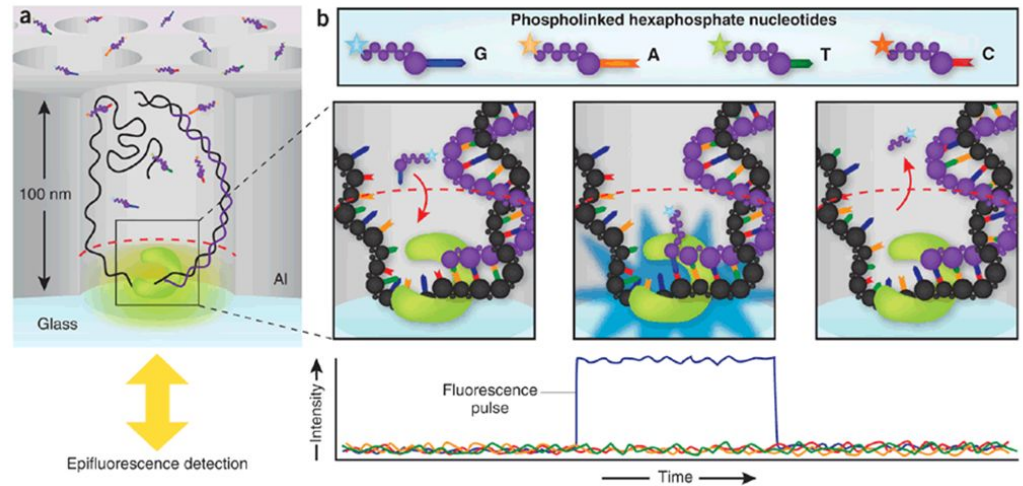 a
100 nm
Al
Glass
Epifluorescence detection
b
Phospholinked hexaphosphate nucleotides
G
A
T
C
Intensity
Fluorescence
pulse
Time